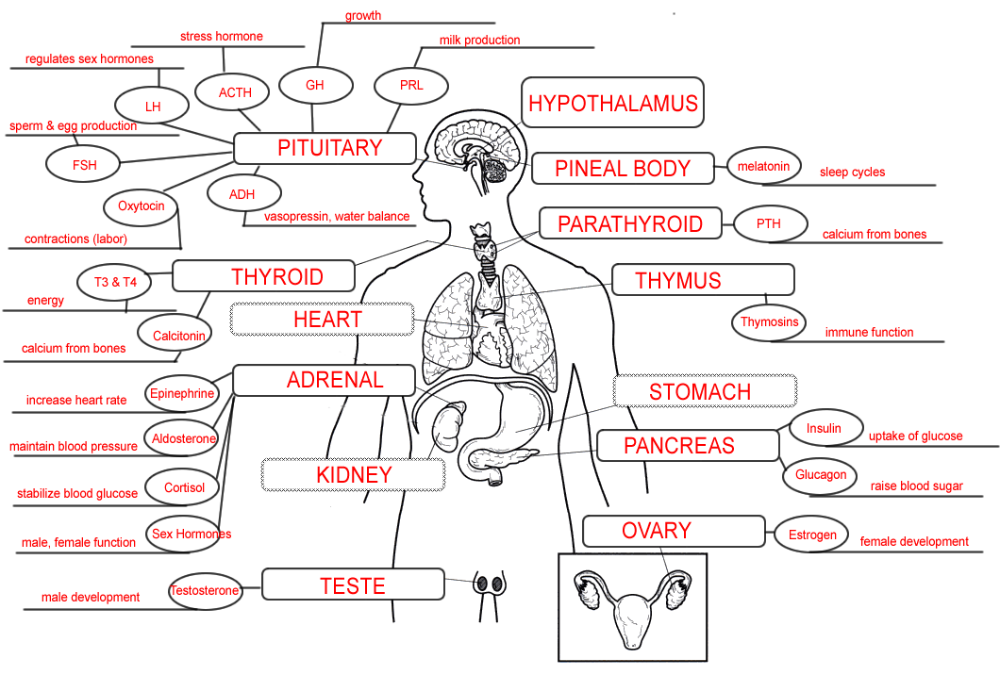 growth
stress hormone
milk production
regulates sex hormones
GH
PRL
ACTH
LH
HYPOTHALAMUS
sperm & egg production
PITUITARY
FSH
PINEAL BODY
melatonin
sleep cycles
ADH
Oxytocin
vasopressin, water balance
PARATHYROID
PTH
calcium from bones
contractions (labor)
THYROID
T3 & T4
THYMUS
energy
HEART
Thymosins
immune function
Calcitonin
calcium from bones
ADRENAL
Epinephrine
increase heart rate
STOMACH
Insulin
uptake of glucose
Aldosterone
maintain blood pressure
PANCREAS
KIDNEY
Glucagon
raise blood sugar
Cortisol
stabilize blood glucose
Sex Hormones
male, female function
OVARY
Estrogen
female development
TESTE
Testosterone
male development